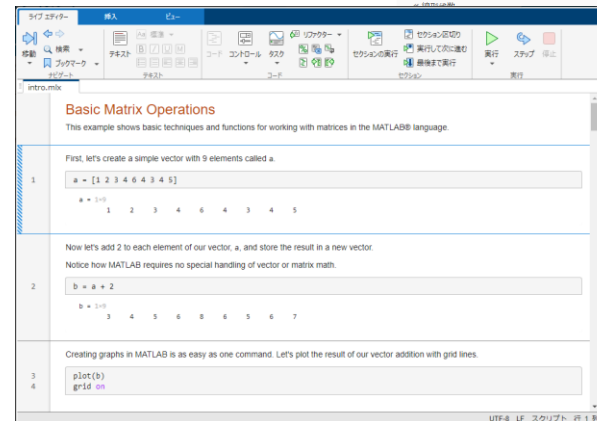 ライブ エディター 挿入 ビュー
移動
検索
ブックマーク
ナビゲート
テキスト
Aa 標準
B I U M
テキスト
コード
コントロール
タスク
リファクター
コード
セクションの実行
セクション区切り
実行して次に進む
最後まで実行
セクション
実行
ステップ
停止
実行
intro.mlx
Basic Matrix Operations
This example shows basic techniques and functions for working with matrices in the MATLAB® language.
First, let's create a simple vector with 9 elements called a.
1 a = [1 2 3 4 6 4 3 4 5]
a = 1×9
1 2 3 4 6 4 3 4 5
Now let's add 2 to each element of our vector, a, and store the result in a new vector.
Notice how MATLAB requires no special handling of vector or matrix math.
2 b = a + 2
b = 1×9
3 4 5 6 8 6 5 6 7
Creating graphs in MATLAB is as easy as one command. Let's plot the result of our vector addition with grid lines.
3 plot(b)
4 grid on
UTF-8 LF スクリプト 行 1